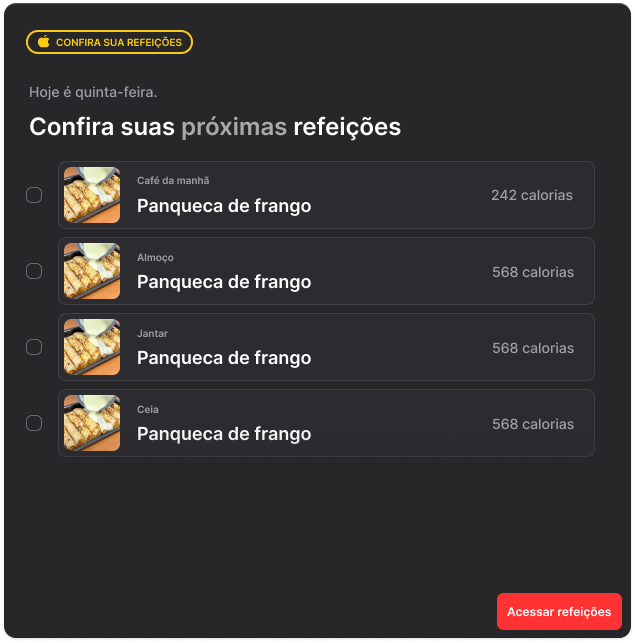 CONFIRA SUA REFEIÇÕES
Hoje é quinta-feira.
Confira suas próximas refeições
Café da manhã
Panqueca de frango
242 calorias
Almoço
Panqueca de frango
568 calorias
Jantar
Panqueca de frango
568 calorias
Ceia
Panqueca de frango
568 calorias
Acessar refeições